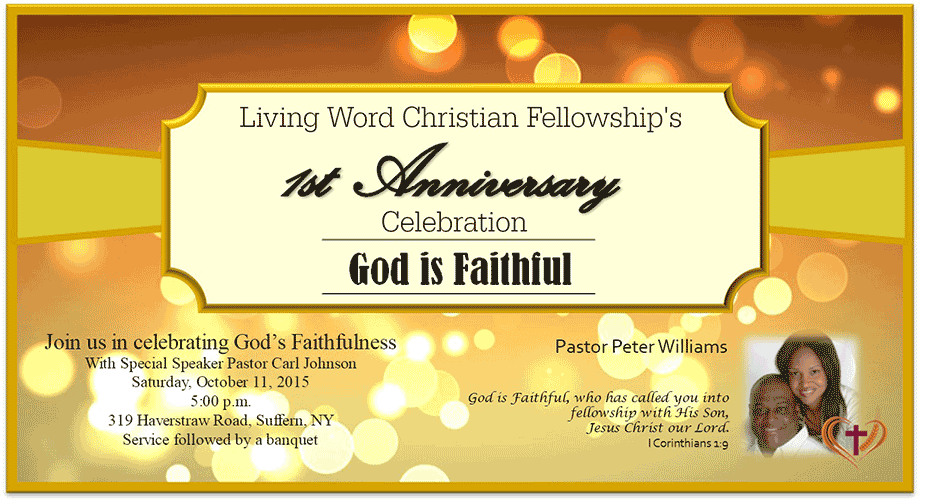 Living Word Christian Fellowship's
1st Anniversary
Celebration
God is Faithful
Join us in celebrating God's Faithfulness
With Special Speaker Pastor Carl Johnson
Saturday, October 11, 2015
5:00 p.m.
319 Haverstraw Road, Suffern, NY
Service followed by a banquet
Pastor Peter Williams
God is Faithful, who has called you into
fellowship with His Son,
Jesus Christ our Lord.
I Corinthians 1:9